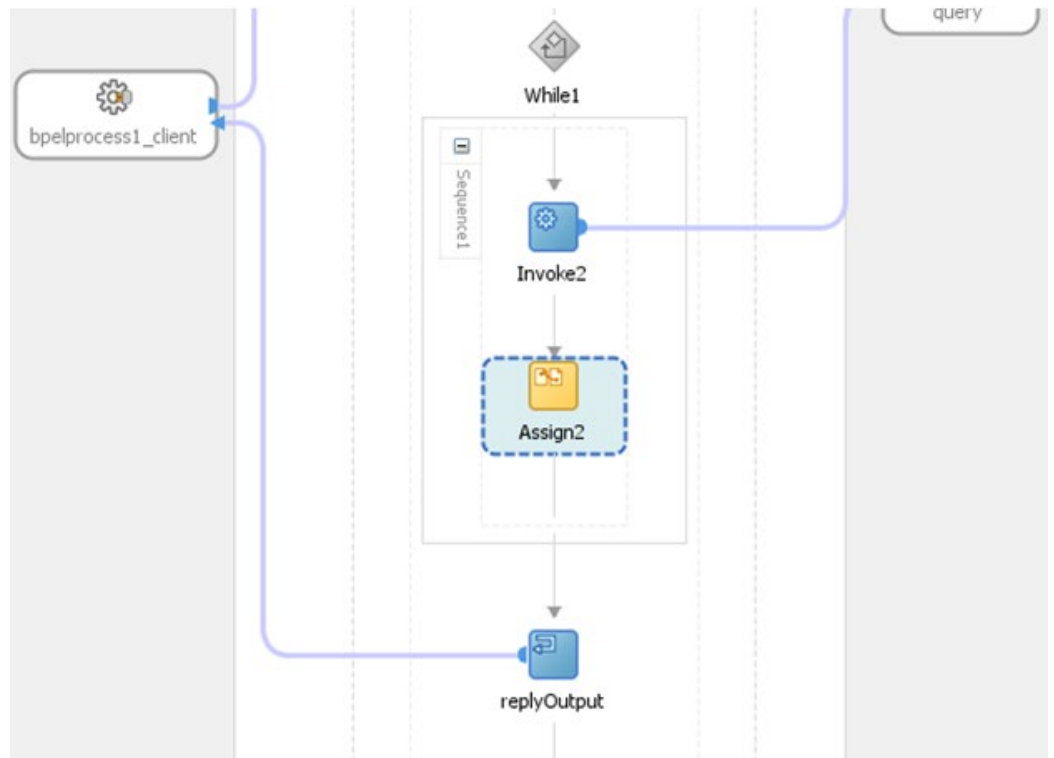 query
While1
bpelprocess1_client
Sequence1
Invoke2
Assign2
replyOutput